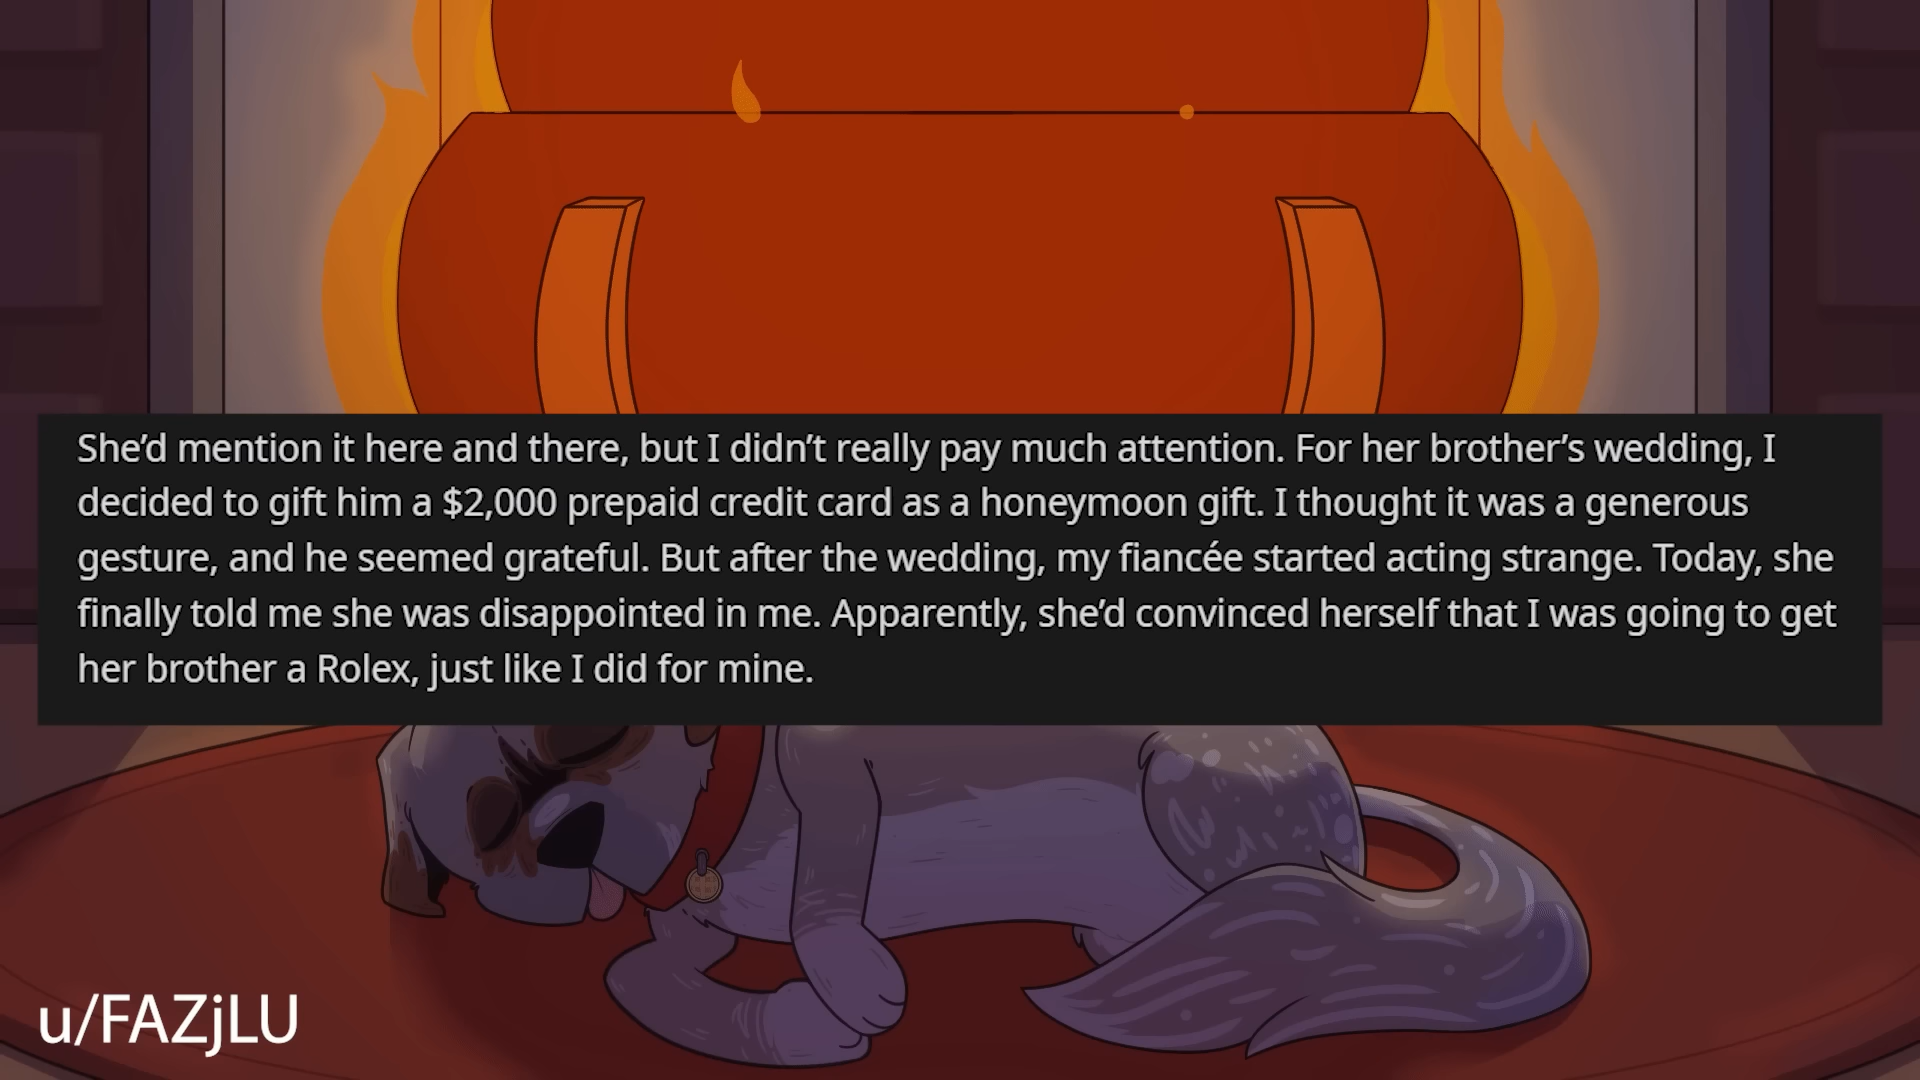 She’d mention it here and there, but I didn’t really pay much attention. For her brother’s wedding, I
decided to gift him a $2,000 prepaid credit card as a honeymoon gift. I thought it was a generous
gesture, and he seemed grateful. But after the wedding, my fiancée started acting strange. Today, she
finally told me she was disappointed in me. Apparently, she’d convinced herself that I was going to get
her brother a Rolex, just like I did for mine.
u/FAZjLU